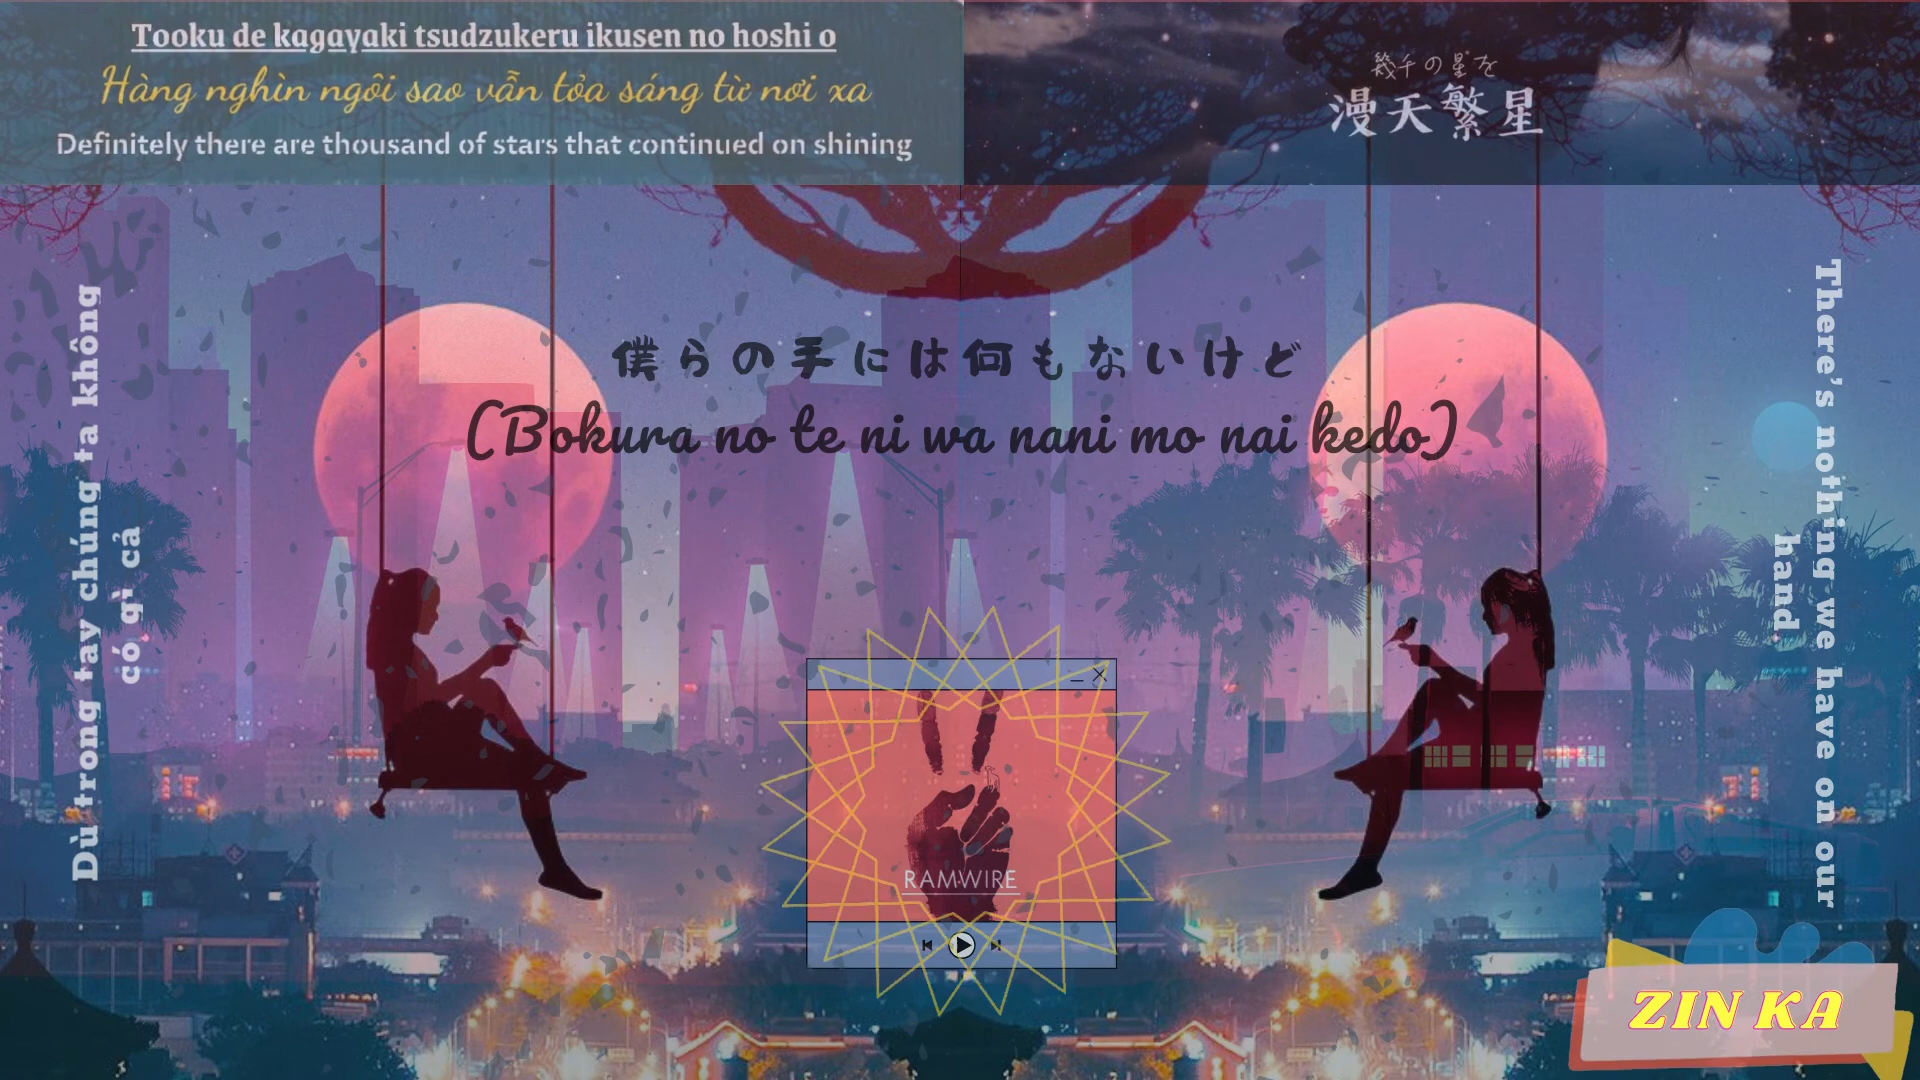 Tooku de kagayaki tsudzukeru ikusen no hoshi o
Hàng nghìn ngôi sao vẫn tỏa sáng từ nơi xa
Definitely there are thousand of stars that continued on shining
幾千の星を
漫天繁星
僕らの手には何もないけど
(Bokura no te ni wa nani mo nai kedo)
Dù trong tay chúng ta không
có gì cả
There's nothing we have on our
hand.
RAMWIRE
ZIN KA